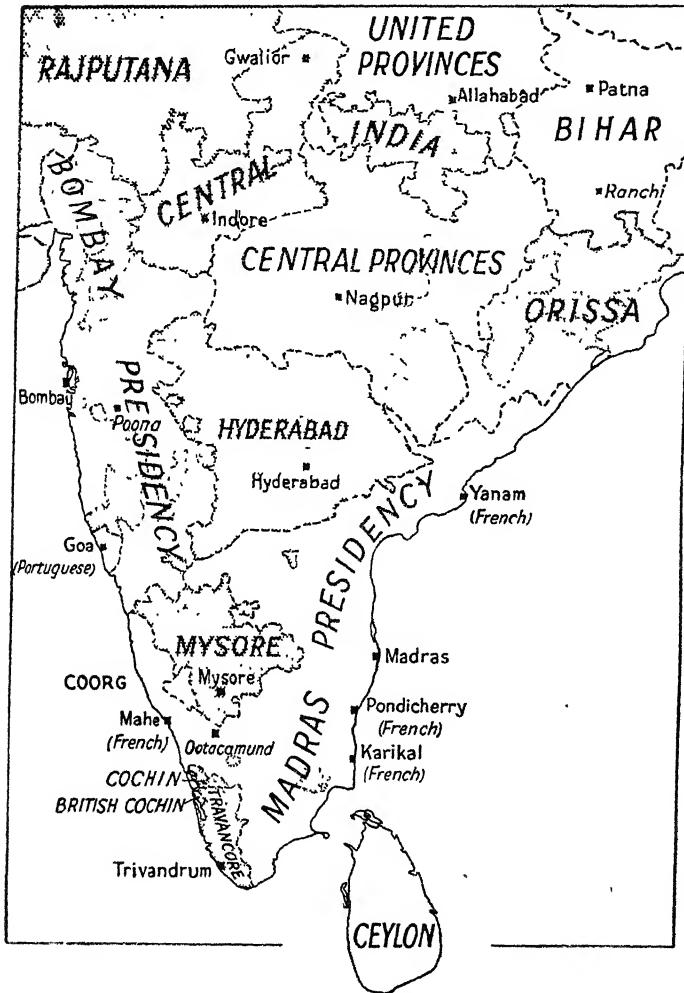 UNITED
PROVINCES
RAJPUTANA
Gwalior
Allahabad
Patna
BIHAR
INDIA
CENTRAL
Indore
Ranchi
BOMBAY
PRESIDENCY
CENTRAL PROVINCES
Nagpur
ORISSA
Bombay
Poona
HYDERABAD
Hyderabad
Yanam
(French)
Goa
(Portuguese)
MADRAS PRESIDENCY
MYSORE
Mysore
COORG
Madras
Mahe
(French)
Ootacamund
Pondicherry
(French)
Karikal
(French)
COCHIN
BRITISH COCHIN
TRAVANCORE
Trivandrum
CEYLON